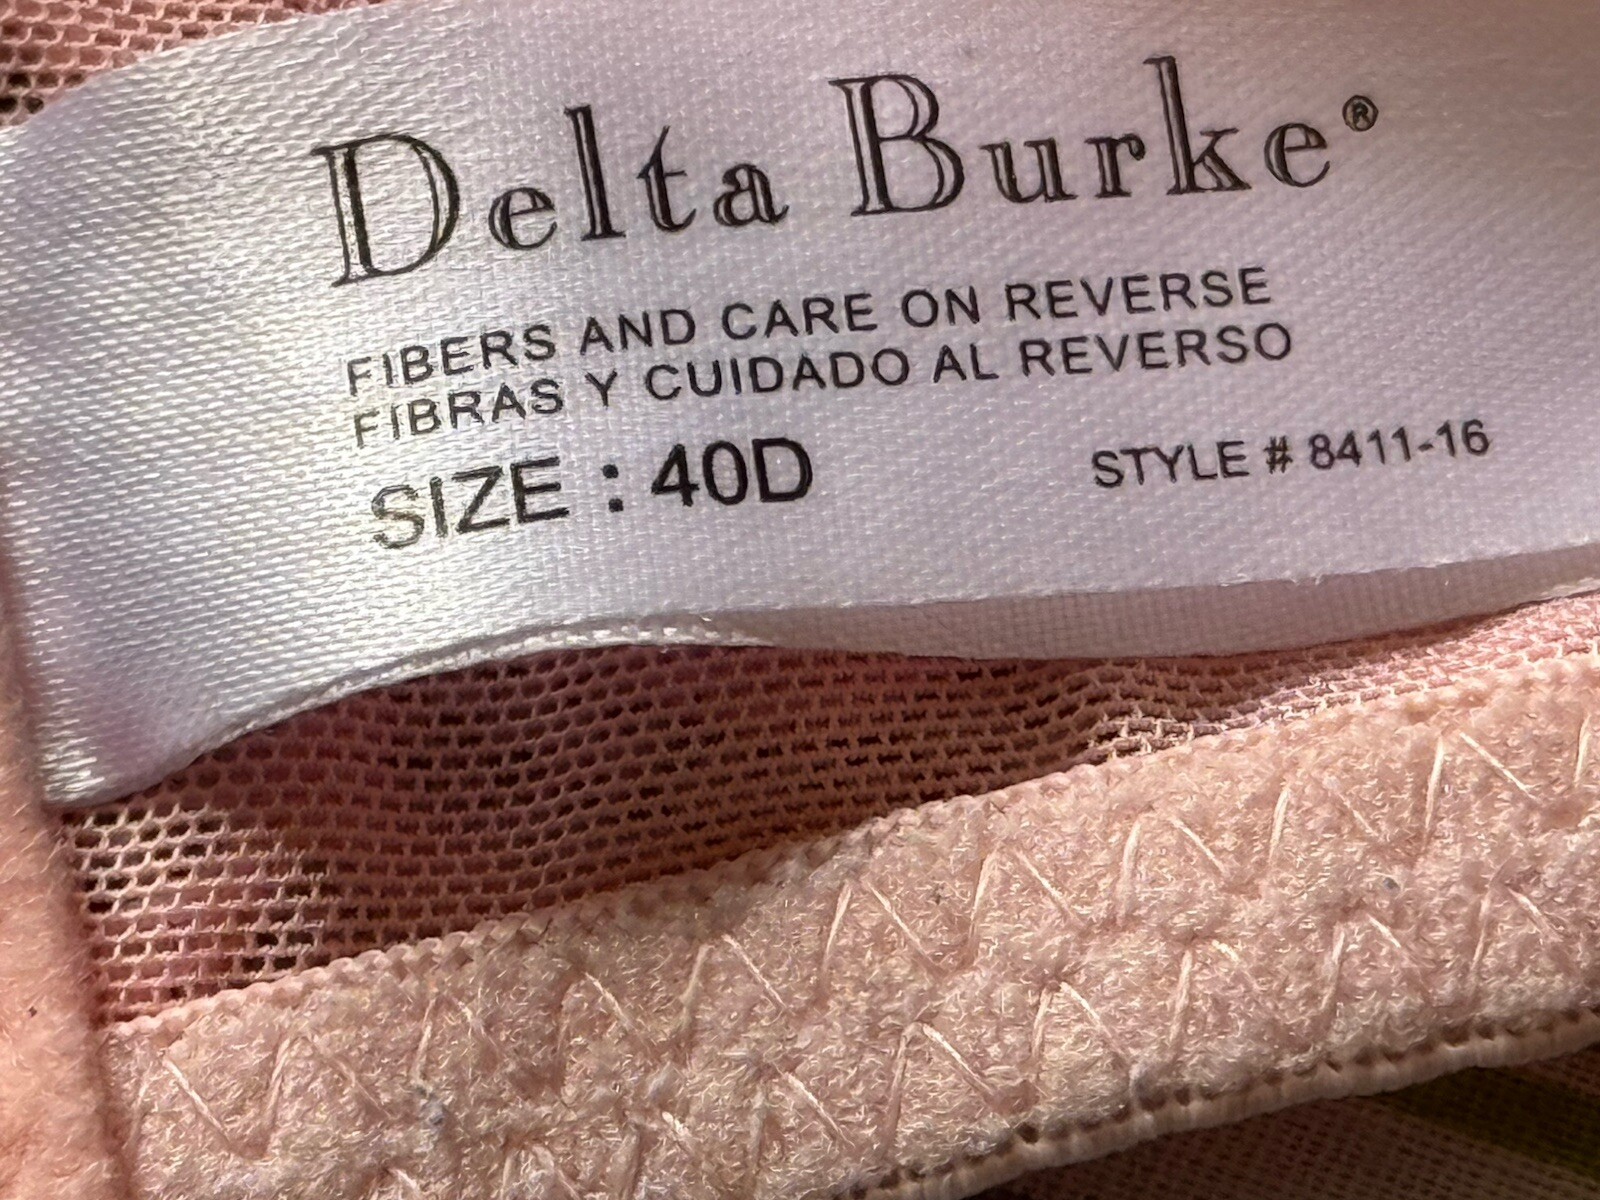 Delta Burke®
FIBERS AND CARE ON REVERSE
FIBRAS Y CUIDADO AL REVERSO
SIZE : 40D
STYLE # 8411-16